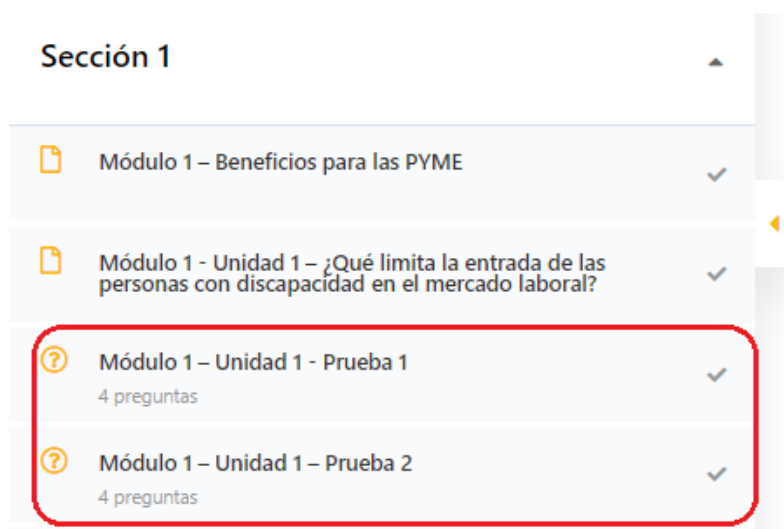 Sección 1
Módulo 1 – Beneficios para las PYME
Módulo 1 - Unidad 1 – ¿Qué limita la entrada de las
personas con discapacidad en el mercado laboral?
Módulo 1 – Unidad 1 - Prueba 1
4 preguntas
Módulo 1 – Unidad 1 – Prueba 2
4 preguntas